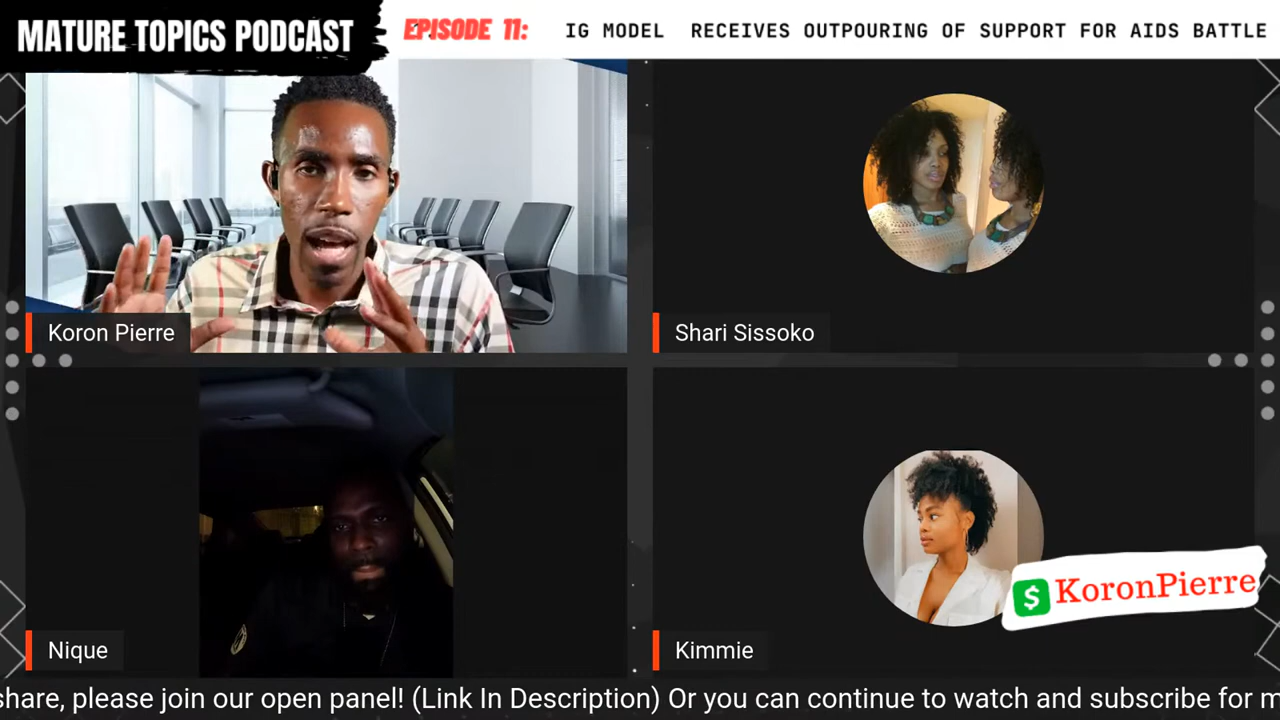 MATURE TOPICS PODCAST
EPISODE 11:
IG MODEL RECEIVES OUTPOURING OF SUPPORT FOR AIDS BATTLE
Koron Pierre
Shari Sissoko
Nique
Kimmie
$ KoronPierre
share, please join our open panel! (Link In Description) Or you can continue to watch and subscribe for m